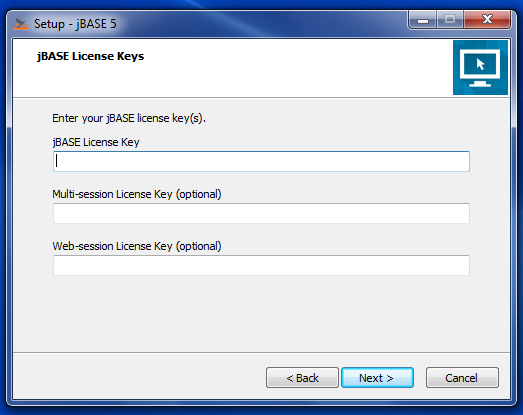 Setup - jBASE 5
jBASE License Keys
Enter your jBASE license key(s).
jBASE License Key
Multi-session License Key (optional)
Web-session License Key (optional)
< Back
Next >
Cancel